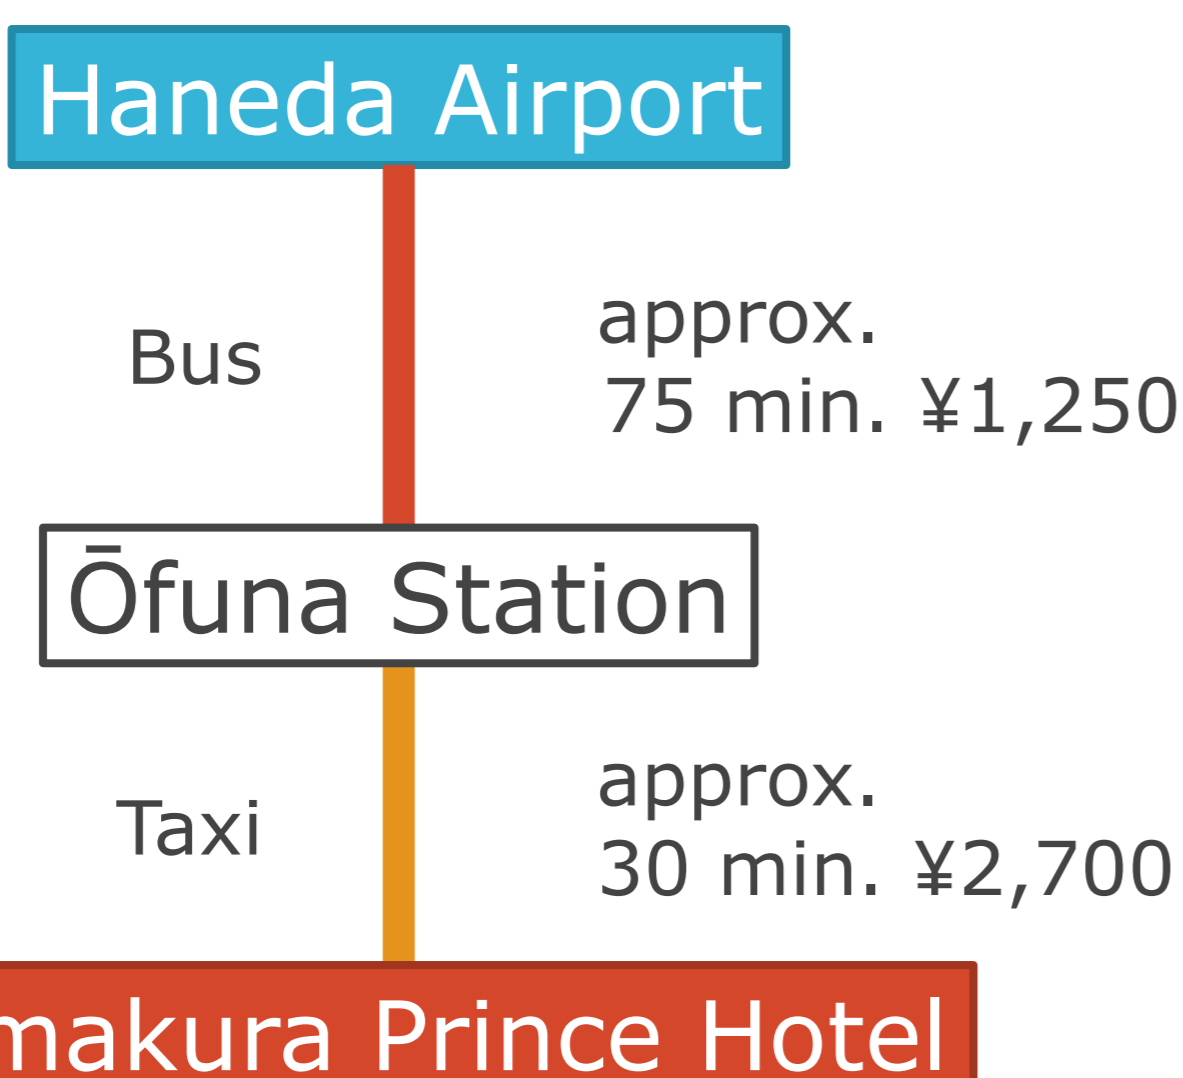 Haneda Airport
Bus
approx.
75 min. ¥1,250
Ōfuna Station
Taxi
approx.
30 min. ¥2,700
makura Prince Hotel